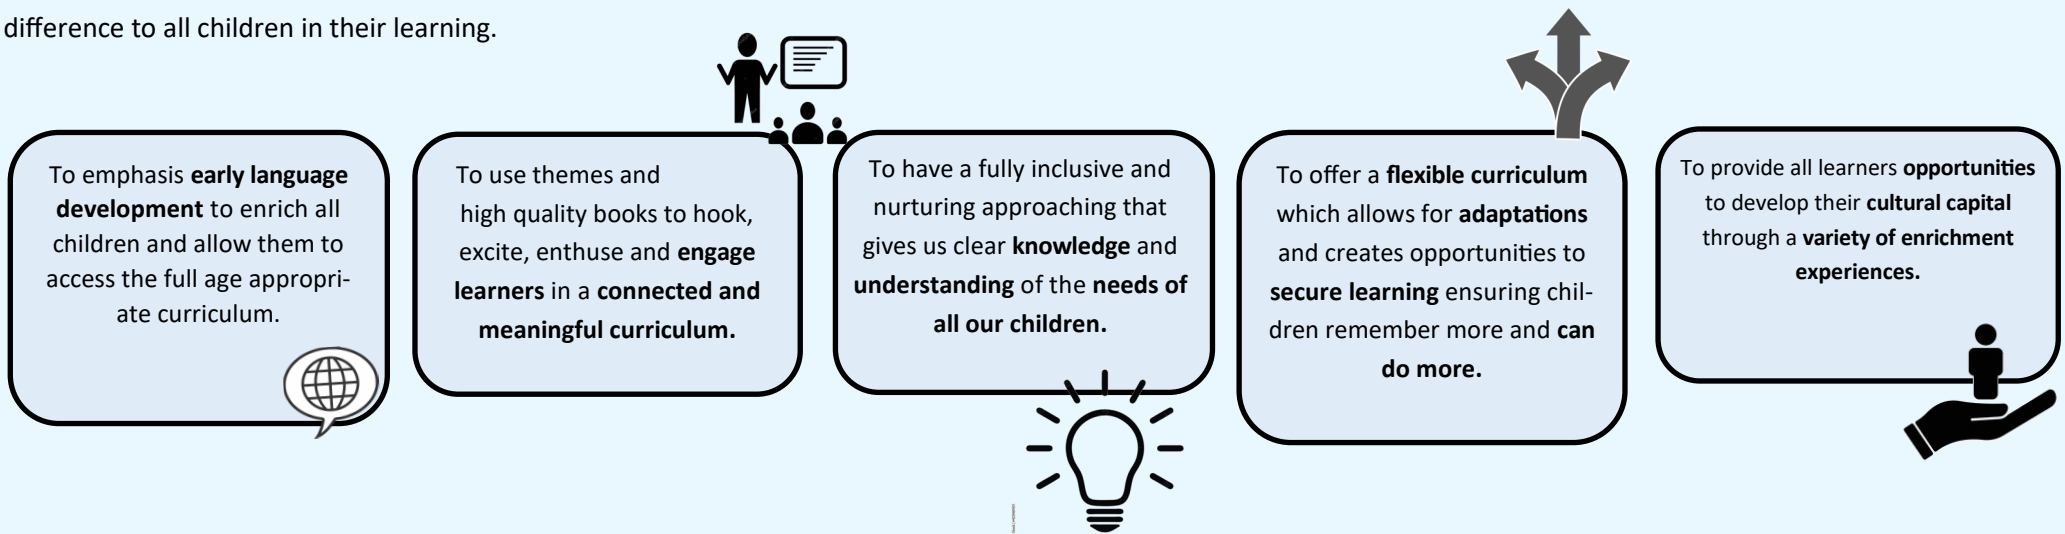 difference to all children in their learning.
To emphasis early language
development to enrich all
children and allow them to
access the full age appropri-
ate curriculum.
To use themes and
high quality books to hook,
excite, enthuse and engage
learners in a connected and
meaningful curriculum.
To have a fully inclusive and
nurturing approaching that
gives us clear knowledge and
understanding of the needs of
all our children.
To offer a flexible curriculum
which allows for adaptations
and creates opportunities to
secure learning ensuring chil-
dren remember more and can
do more.
To provide all learners opportunities
to develop their cultural capital
through a variety of enrichment
experiences.